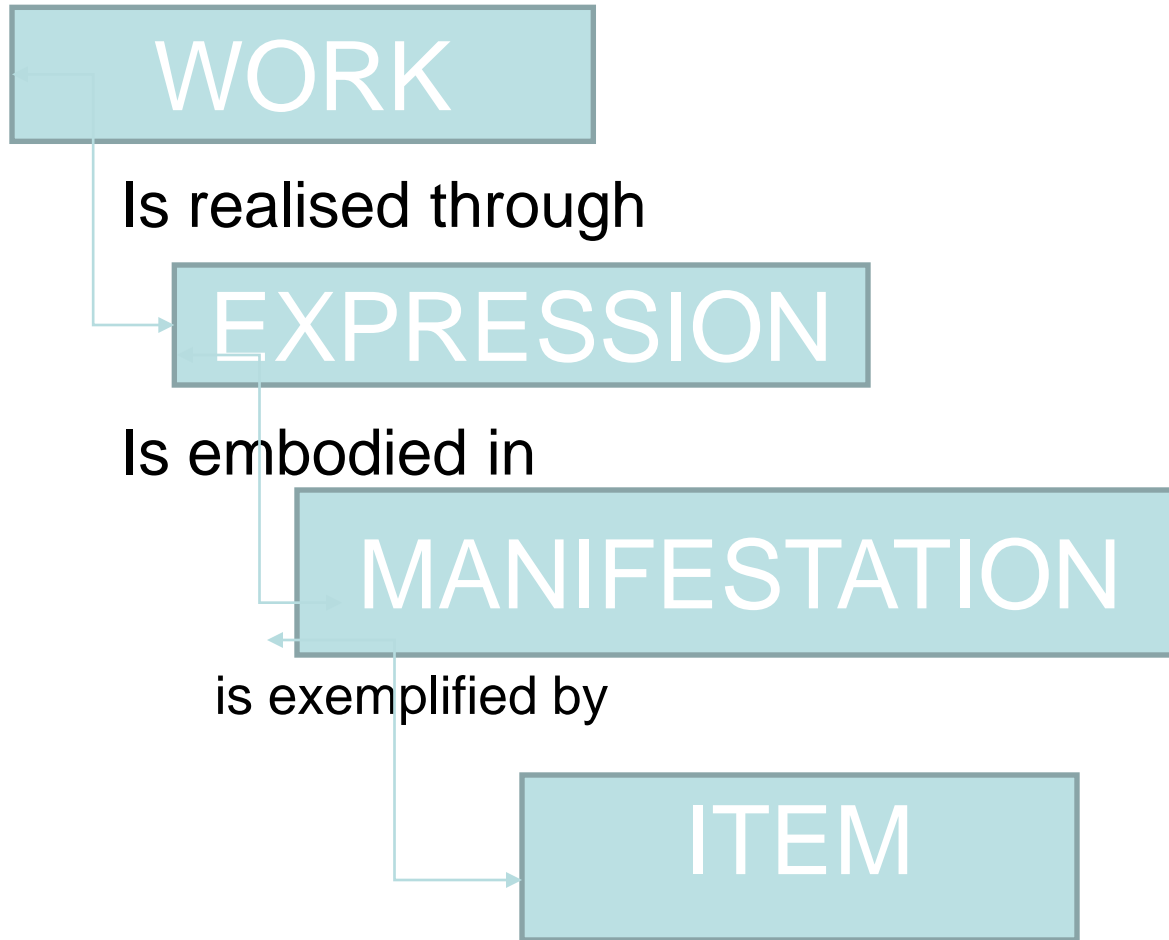 WORK
Is realised through
EXPRESSION
Is embodied in
MANIFESTATION
is exemplified by
ITEM